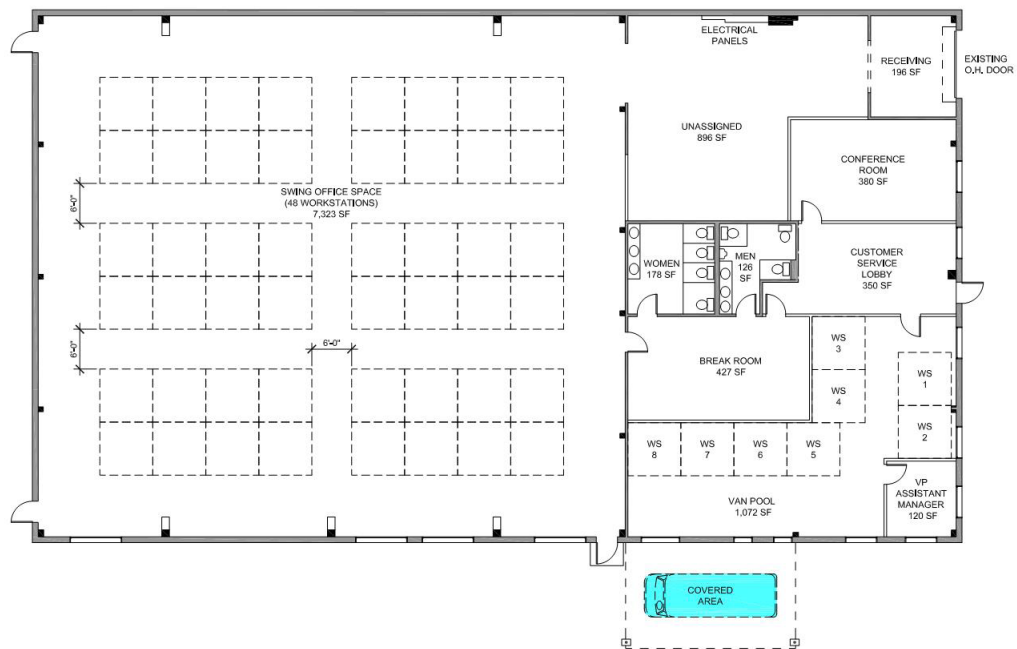 ELECTRICAL
PANELS
RECEIVING
196 SF
EXISTING
O.H. DOOR
UNASSIGNED
896 SF
CONFERENCE
ROOM
380 SF
6'-0"
SWING OFFICE SPACE
(48 WORKSTATIONS)
7,323 SF
WOMEN
178 SF
MEN
126
SF
CUSTOMER
SERVICE
LOBBY
350 SF
6'-0"
6'-0"
BREAK ROOM
427 SF
WS
3
WS
4
WS
1
WS
2
WS
8
WS
7
WS
6
WS
5
VAN POOL
1,072 SF
VP
ASSISTANT
MANAGER
120 SF
COVERED
AREA